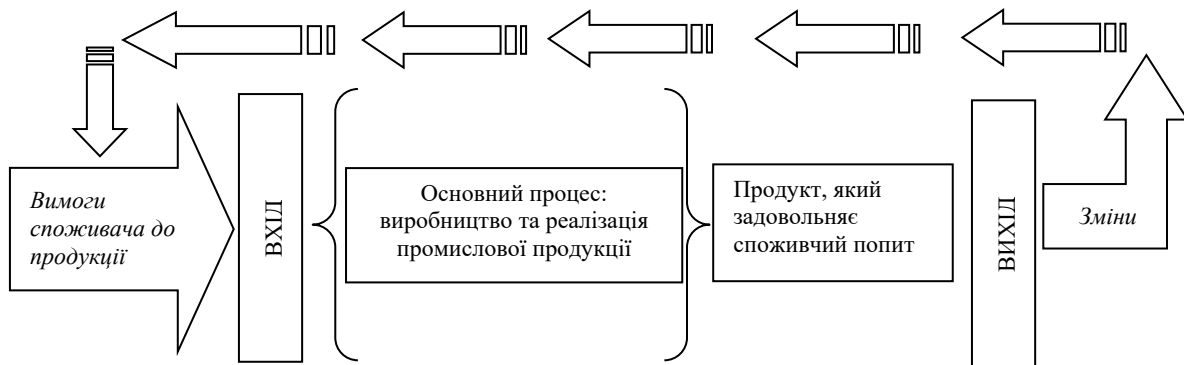 Вимоги
споживача до
продукції
ВХІД
Основний процес:
виробництво та реалізація
промислової продукції
Продукт, який
задовольняє
споживчий попит
ВИХІД
Зміни